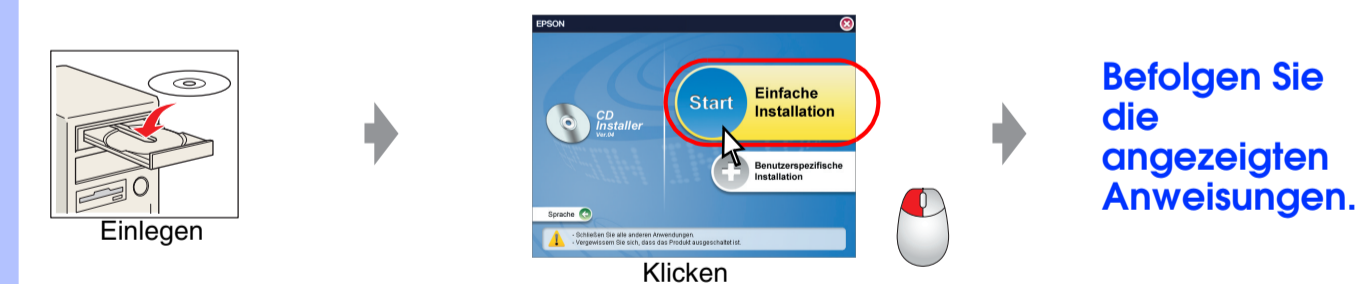 Einlegen
EPSON
CD
Installer
Ver.04
Start
Einfache
Installation
Benutzerspezifische
Installation
Sprache
- Schließen Sie alle anderen Anwendungen.
- Vergewissern Sie sich, dass das Produkt ausgeschaltet ist.
Klicken
Befolgen Sie
die
angezeigten
Anweisungen.